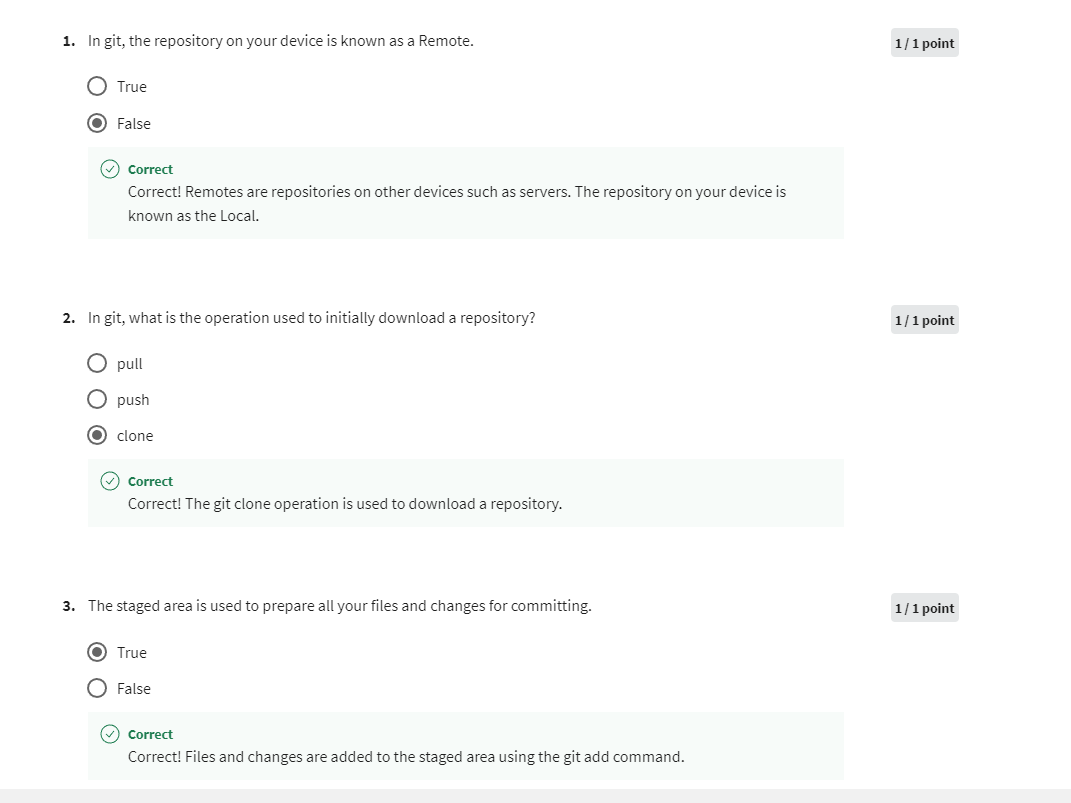 1. In git, the repository on your device is known as a Remote.
1 / 1 point
True
False
Correct
Correct! Remotes are repositories on other devices such as servers. The repository on your device is
known as the Local.
2. In git, what is the operation used to initially download a repository?
1 / 1 point
pull
push
clone
Correct
Correct! The git clone operation is used to download a repository.
3. The staged area is used to prepare all your files and changes for committing.
1 / 1 point
True
False
Correct
Correct! Files and changes are added to the staged area using the git add command.